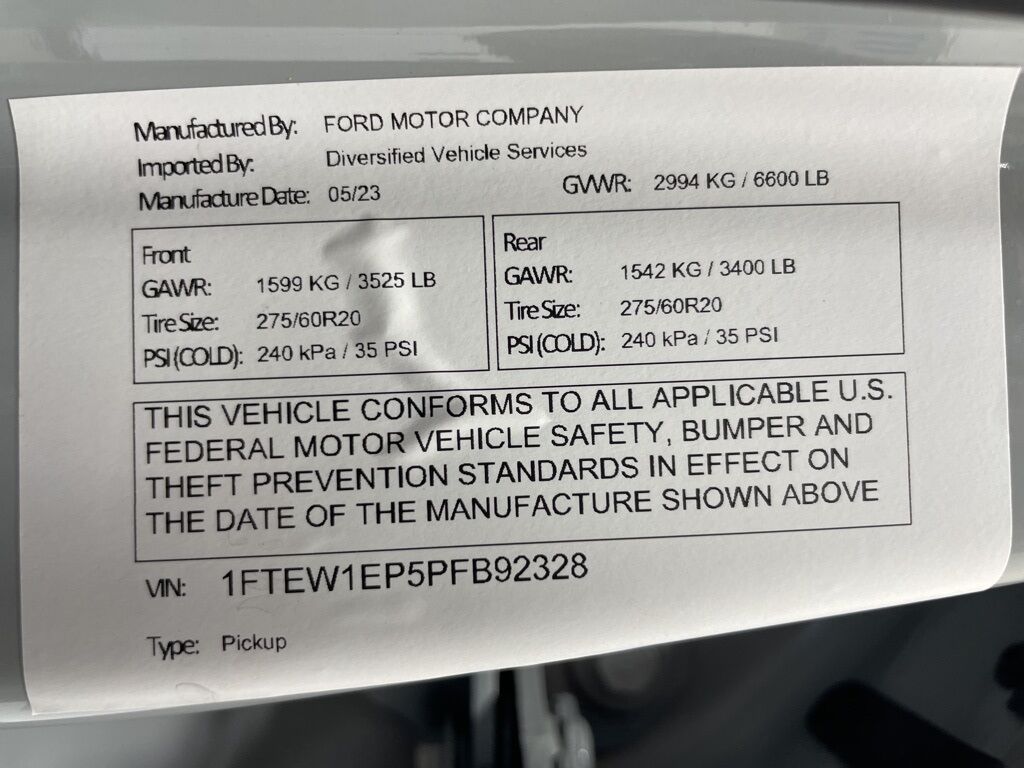 Manufactured By: FORD MOTOR COMPANY
Imported By: Diversified Vehicle Services
Manufacture Date: 05/23 GVWR: 2994 KG / 6600 LB
Front
GAWR: 1599 KG / 3525 LB
Tire Size: 275/60R20
PSI (COLD): 240 kPa / 35 PSI
Rear
GAWR: 1542 KG / 3400 LB
Tire Size: 275/60R20
PSI (COLD): 240 kPa / 35 PSI
THIS VEHICLE CONFORMS TO ALL APPLICABLE U.S.
FEDERAL MOTOR VEHICLE SAFETY, BUMPER AND
THEFT PREVENTION STANDARDS IN EFFECT ON
THE DATE OF THE MANUFACTURE SHOWN ABOVE
VIN: 1FTEW1EP5PFB92328
Type: Pickup